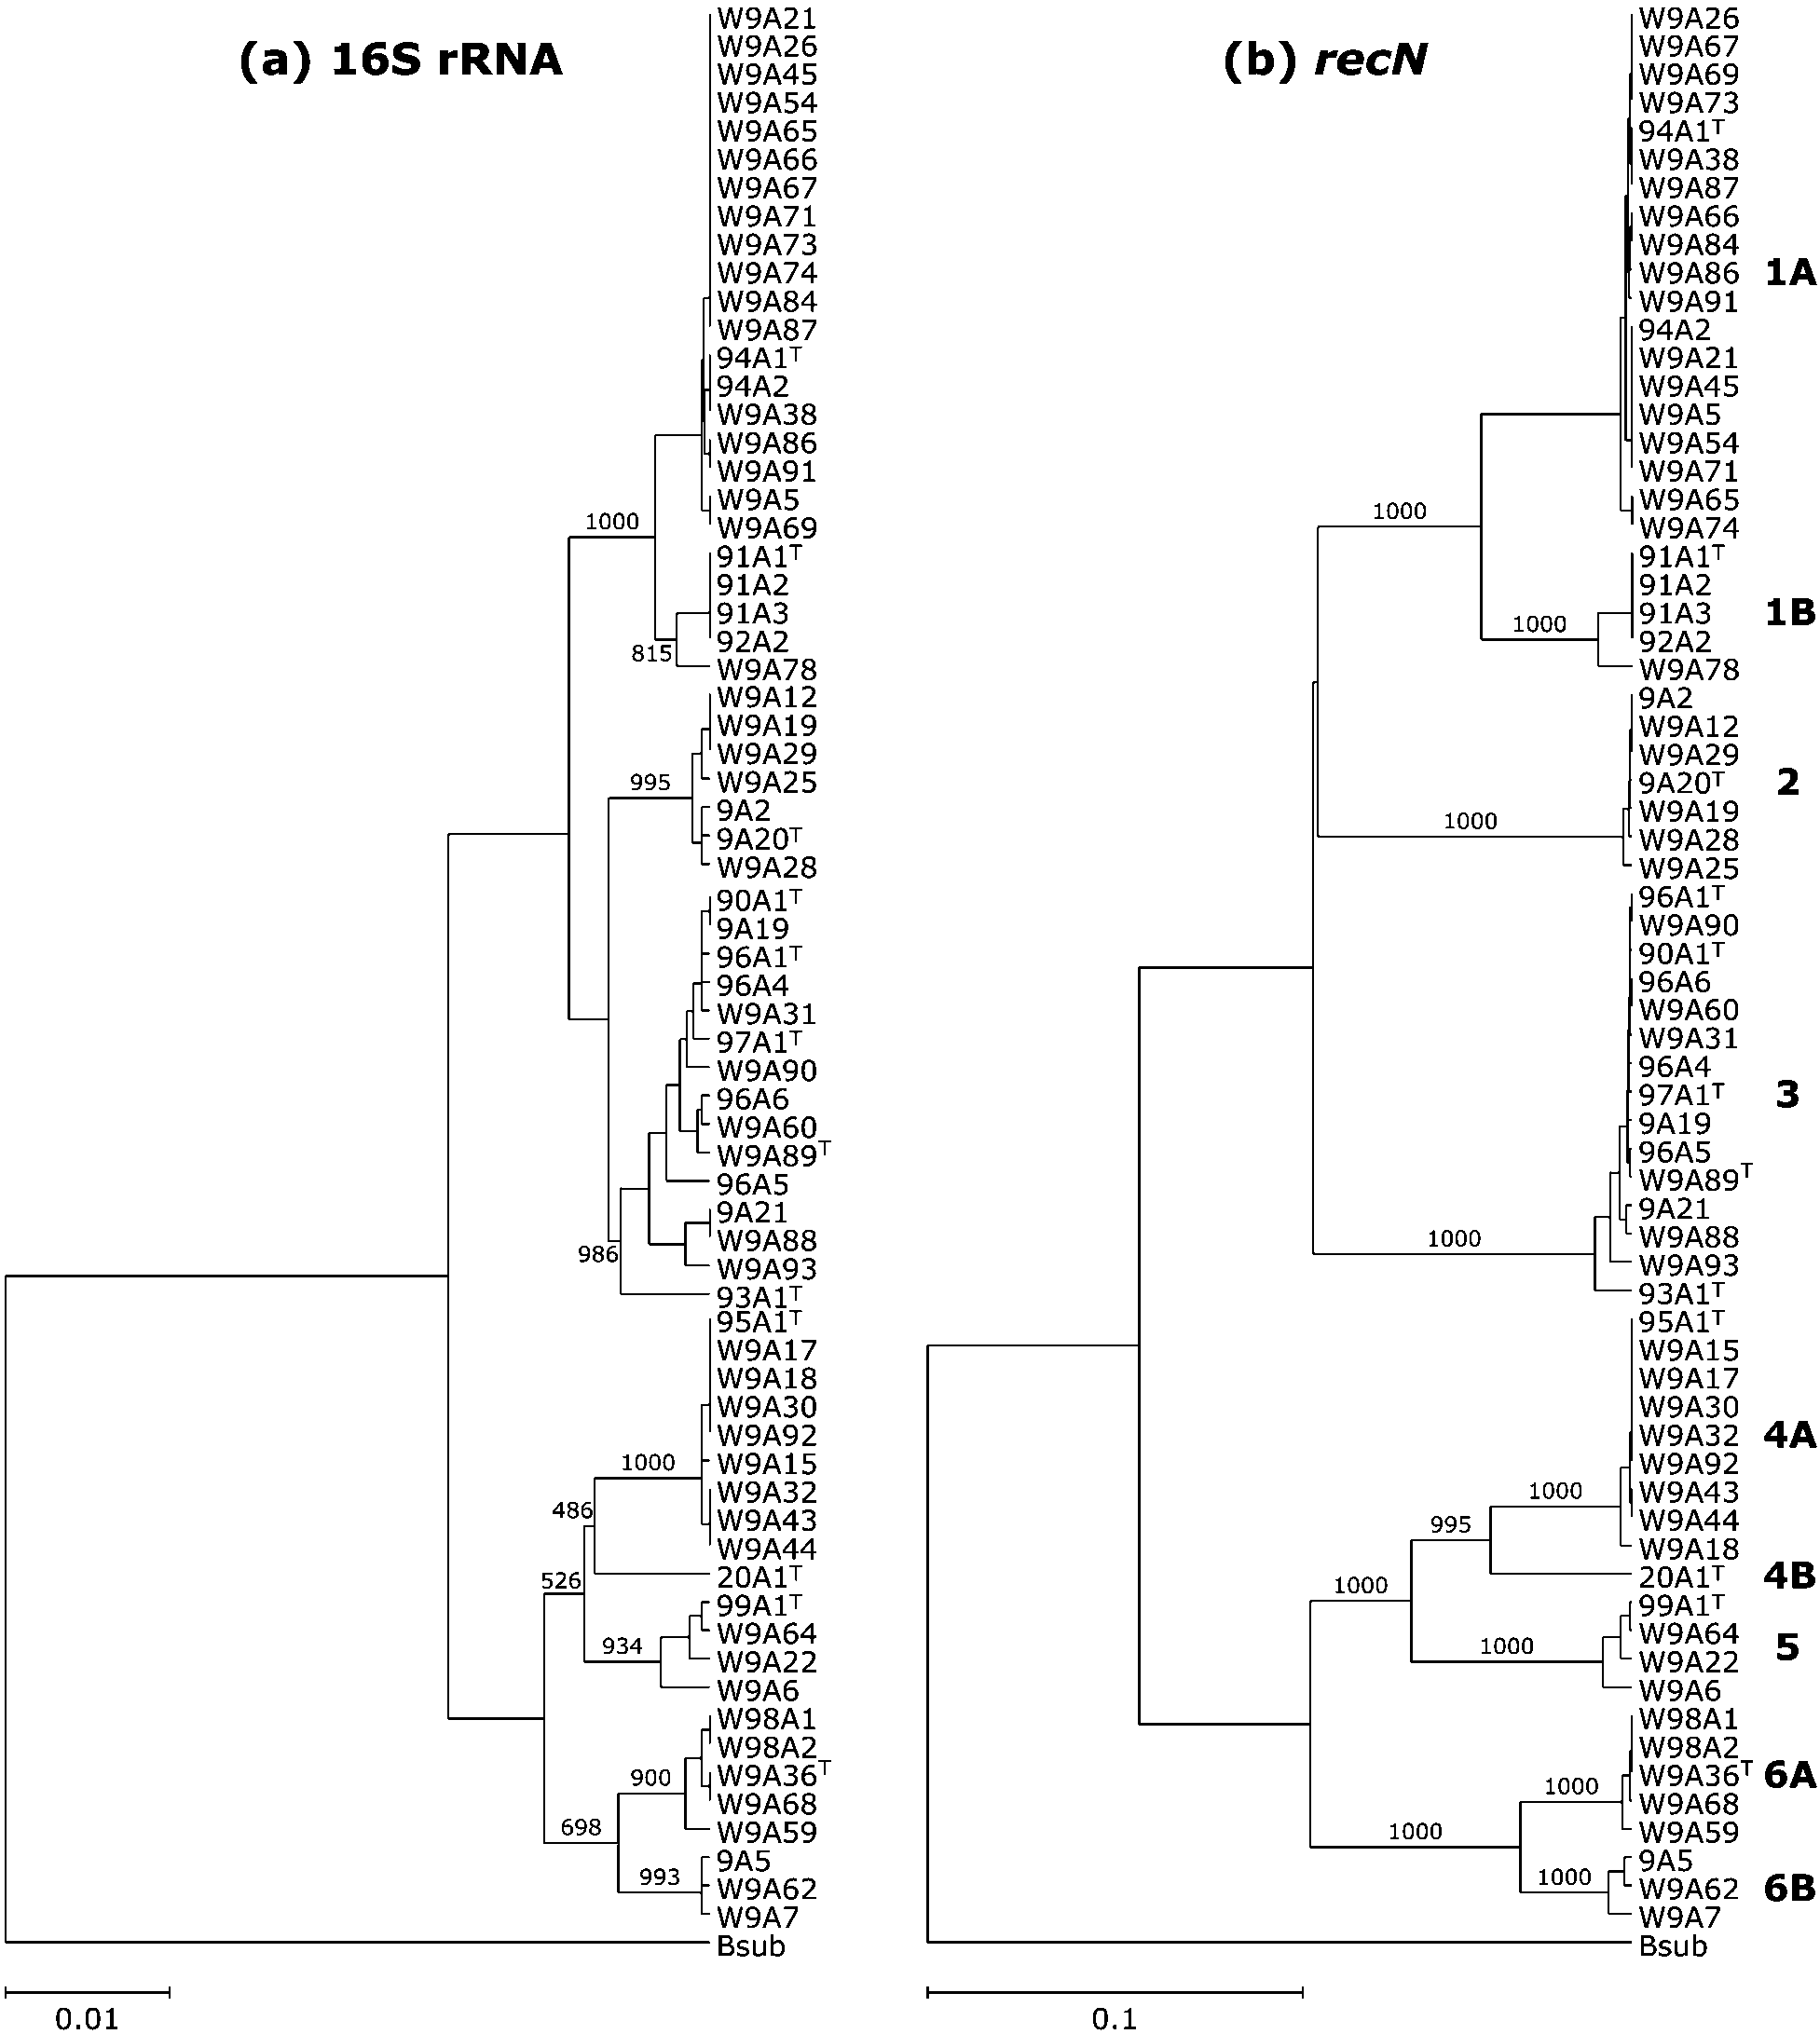 (a) 16S rRNA
W9A21
W9A26
W9A45
W9A54
W9A65
W9A66
W9A67
W9A71
W9A73
W9A74
W9A84
W9A87
94A1T
94A2
W9A38
W9A86
W9A91
W9A5
W9A69
1000
91A1T
91A2
91A3
92A2
815
W9A78
W9A12
W9A19
W9A29
995
W9A25
9A2
9A20T
W9A28
90A1T
9A19
96A1T
96A4
W9A31
97A1T
W9A90
96A6
W9A60
W9A89T
96A5
9A21
W9A88
986
W9A93
93A1T
95A1T
W9A17
W9A18
W9A30
W9A92
1000
W9A15
W9A32
486
W9A43
W9A44
526
20A1T
99A1T
W9A64
934
W9A22
W9A6
W98A1
W98A2
900
W9A36T
W9A68
698
W9A59
9A5
993
W9A62
W9A7
Bsub
0.01
(b) recN
W9A26
W9A67
W9A69
W9A73
94A1T
W9A38
W9A87
W9A66
W9A84
W9A86
1A
W9A91
94A2
W9A21
W9A45
W9A5
W9A54
W9A71
W9A65
1000
W9A74
91A1T
91A2
91A3
1B
1000
92A2
W9A78
9A2
W9A12
W9A29
9A20T
2
W9A19
1000
W9A28
W9A25
96A1T
W9A90
90A1T
96A6
W9A60
W9A31
96A4
97A1T
3
9A19
96A5
W9A89T
9A21
1000
W9A88
W9A93
93A1T
95A1T
W9A15
W9A17
W9A30
W9A32
4A
W9A92
1000
W9A43
995
W9A44
W9A18
1000
20A1T
4B
99A1T
W9A64
1000
5
W9A22
W9A6
W98A1
W98A2
1000
W9A36T
6A
W9A68
1000
W9A59
9A5
1000
W9A62
6B
W9A7
Bsub
0.1